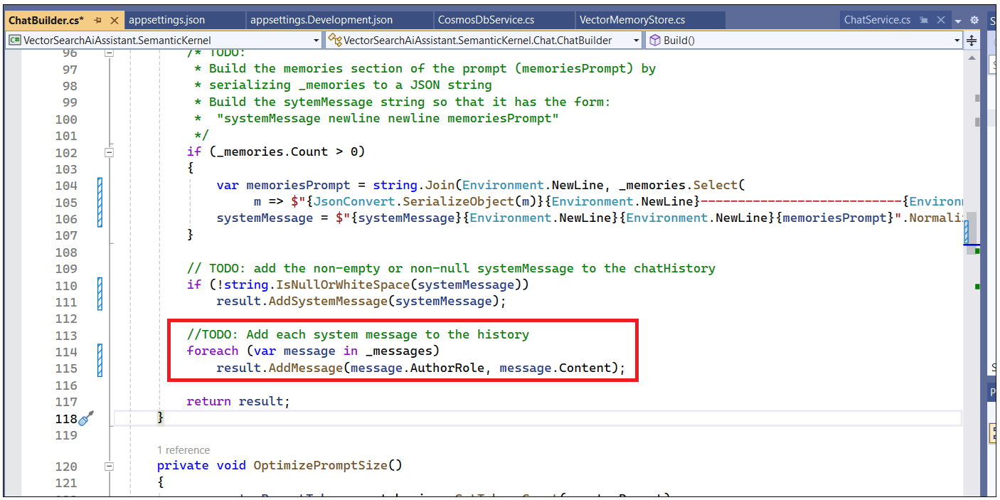 ChatBuilder.cs* appsettings.json appsettings.Development.json CosmosDbService.cs VectorMemoryStore.cs ChatService.cs
C# VectorSearchAiAssistant.SemanticKernel VectorSearchAiAssistant.SemanticKernel.Chat.ChatBuilder Build()
96 /* TODO:
97 * Build the memories section of the prompt (memoriesPrompt) by
98 * serializing _memories to a JSON string
99 * Build the sytemMessage string so that it has the form:
100 * "systemMessage newline newline memoriesPrompt"
101 */
102 if (_memories.Count > 0)
103 {
104 var memoriesPrompt = string.Join(Environment.NewLine, _memories.Select(
105 m => $"{JsonConvert.SerializeObject(m)}{Environment.NewLine}---------------------------{Environ
106 systemMessage = $"{systemMessage}{Environment.NewLine}{Environment.NewLine}{memoriesPrompt}".Normali
107 }
108
109 // TODO: add the non-empty or non-null systemMessage to the chatHistory
110 if (!string.IsNullOrWhiteSpace(systemMessage))
111 result.AddSystemMessage(systemMessage);
112
113 //TODO: Add each system message to the history
114 foreach (var message in _messages)
115 result.AddMessage(message.AuthorRole, message.Content);
116
117 return result;
118 }
119
1 reference
120 private void OptimizePromptSize()
121 {